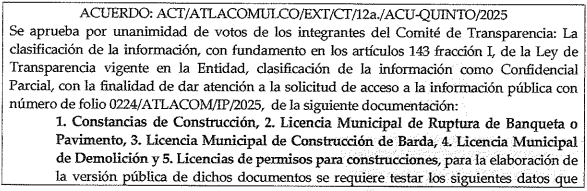 ACUERDO: ACT/ATLACOMULCO/EXT/CT/12a./ACU-QUINTO/2025
Se aprueba por unanimidad de votos de los integrantes del Comité de Transparencia: La
clasificación de la información, con fundamento en los artículos 143 fracción I, de la Ley de
Transparencia vigente en la Entidad, clasificación de la información como Confidencial
Parcial, con la finalidad de dar atención a la solicitud de acceso a la información pública con
número de folio 0224/ATLACOM/IP/2025, de la siguiente documentación:
1. Constancias de Construcción, 2. Licencia Municipal de Ruptura de Banqueta o
Pavimento, 3. Licencia Municipal de Construcción de Barda, 4. Licencia Municipal
de Demolición y 5. Licencias de permisos para construcciones, para la elaboración de
la versión pública de dichos documentos se requiere testar los siguientes datos que